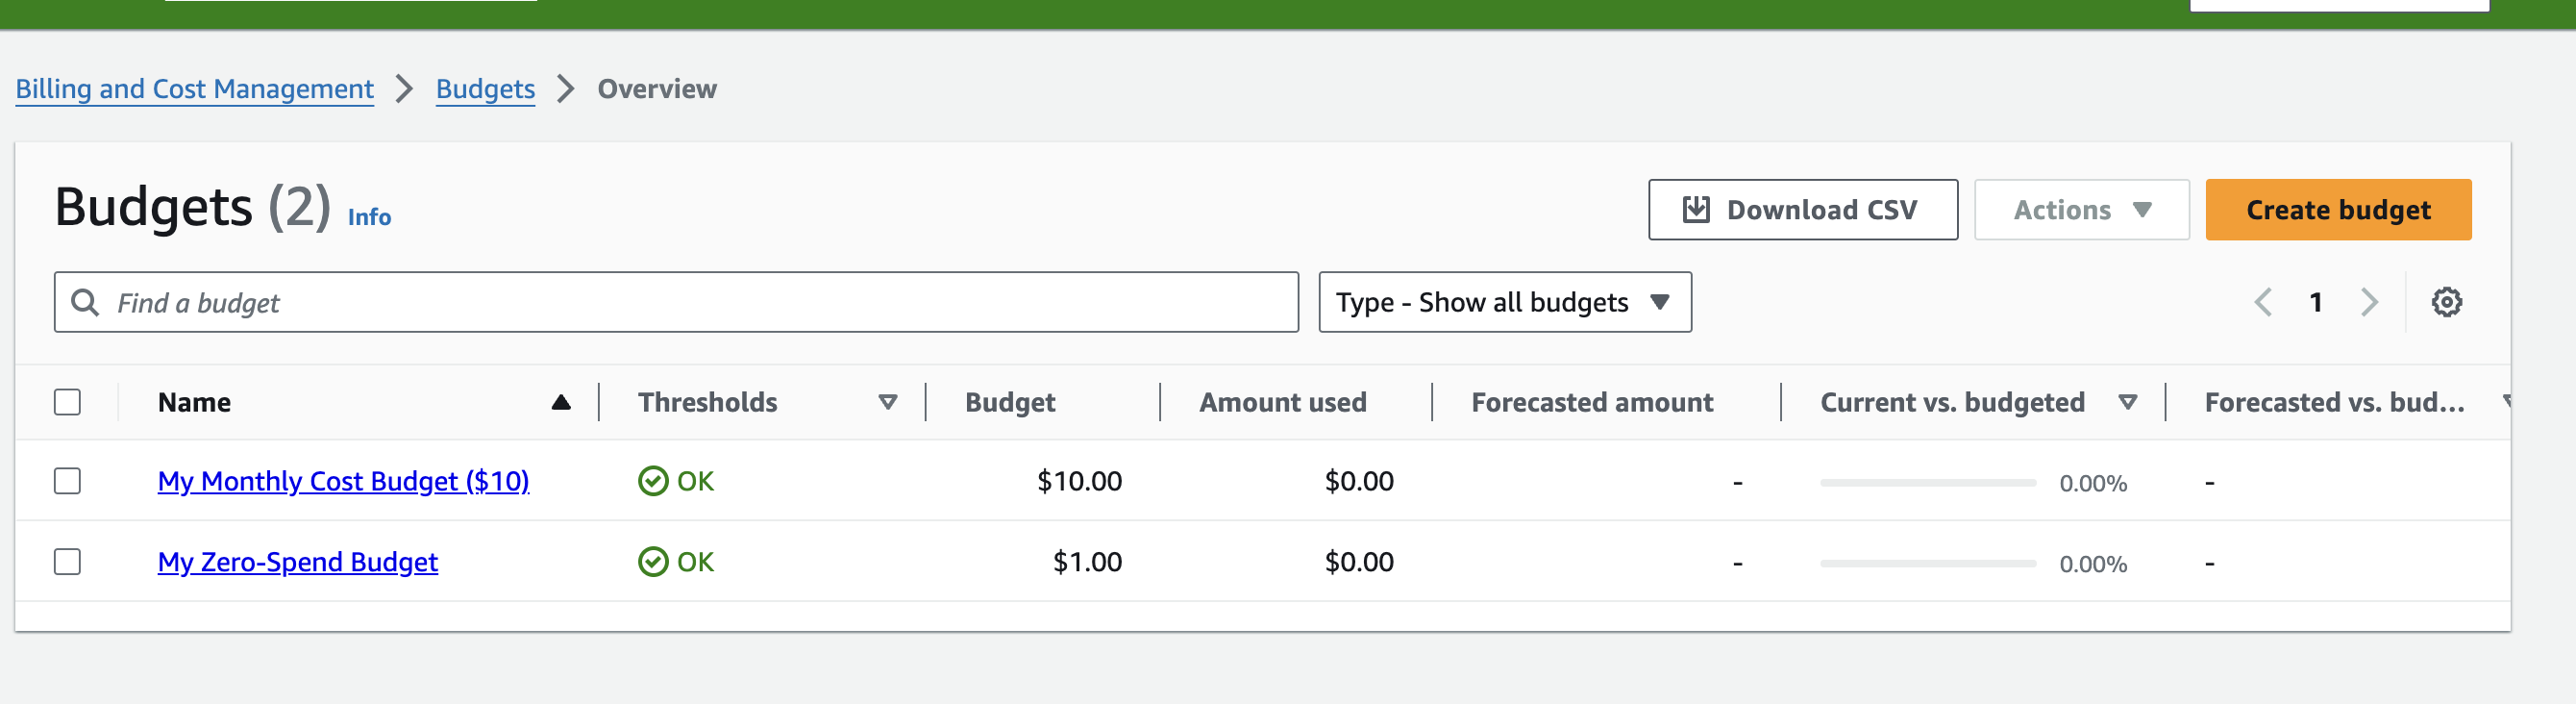 Billing and Cost Management > Budgets > Overview
Budgets (2) Info
Download CSV
Actions
Create budget
Find a budget
Type - Show all budgets
1
Name Thresholds Budget Amount used Forecasted amount Current vs. budgeted Forecasted vs. bud...
My Monthly Cost Budget ($10) OK $10.00 $0.00 - 0.00% -
My Zero-Spend Budget OK $1.00 $0.00 - 0.00% -